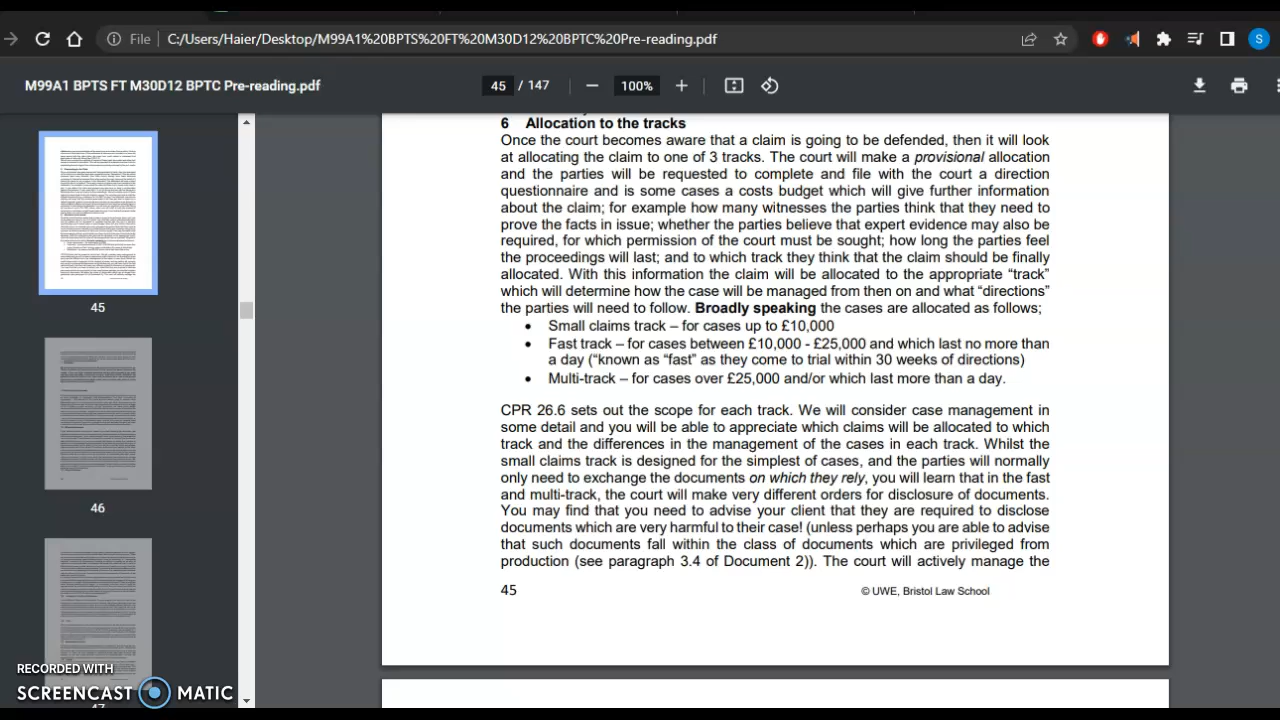 File
C:/Users/Haier/Desktop/M99A1%20BPTS%20FT%20M30D12%20BPTC%20Pre-reading.pdf
S
M99A1 BPTS FT M30D12 BPTC Pre-reading.pdf
45 / 147
100%
6 Allocation to the tracks
Once the court becomes aware that a claim is going to be defended, then it will look
at allocating the claim to one of 3 tracks. The court will make a provisional allocation
and the parties will be requested to complete and file with the court a direction
questionnaire and is some cases a costs budget which will give further information
about the claim; for example how many witnesses the parties think that they need to
prove the facts in issue; whether the parties believe that expert evidence may also be
required, for which permission of the court must be sought; how long the parties feel
the proceedings will last; and to which track they think that the claim should be finally
allocated. With this information the claim will be allocated to the appropriate “track”
which will determine how the case will be managed from then on and what “directions”
the parties will need to follow. Broadly speaking the cases are allocated as follows;
• Small claims track – for cases up to £10,000
• Fast track – for cases between £10,000 - £25,000 and which last no more than
a day (“known as “fast” as they come to trial within 30 weeks of directions)
• Multi-track – for cases over £25,000 and/or which last more than a day.
CPR 26.6 sets out the scope for each track. We will consider case management in
some detail and you will be able to appreciate which claims will be allocated to which
track and the differences in the management of the cases in each track. Whilst the
small claims track is designed for the simplest of cases, and the parties will normally
only need to exchange the documents on which they rely, you will learn that in the fast
and multi-track, the court will make very different orders for disclosure of documents.
You may find that you need to advise your client that they are required to disclose
documents which are very harmful to their case! (unless perhaps you are able to advise
that such documents fall within the class of documents which are privileged from
production (see paragraph 3.4 of Document 2)). The court will actively manage the
45
© UWE, Bristol Law School
45
46
47
RECORDED WITH
SCREENCAST MATIC